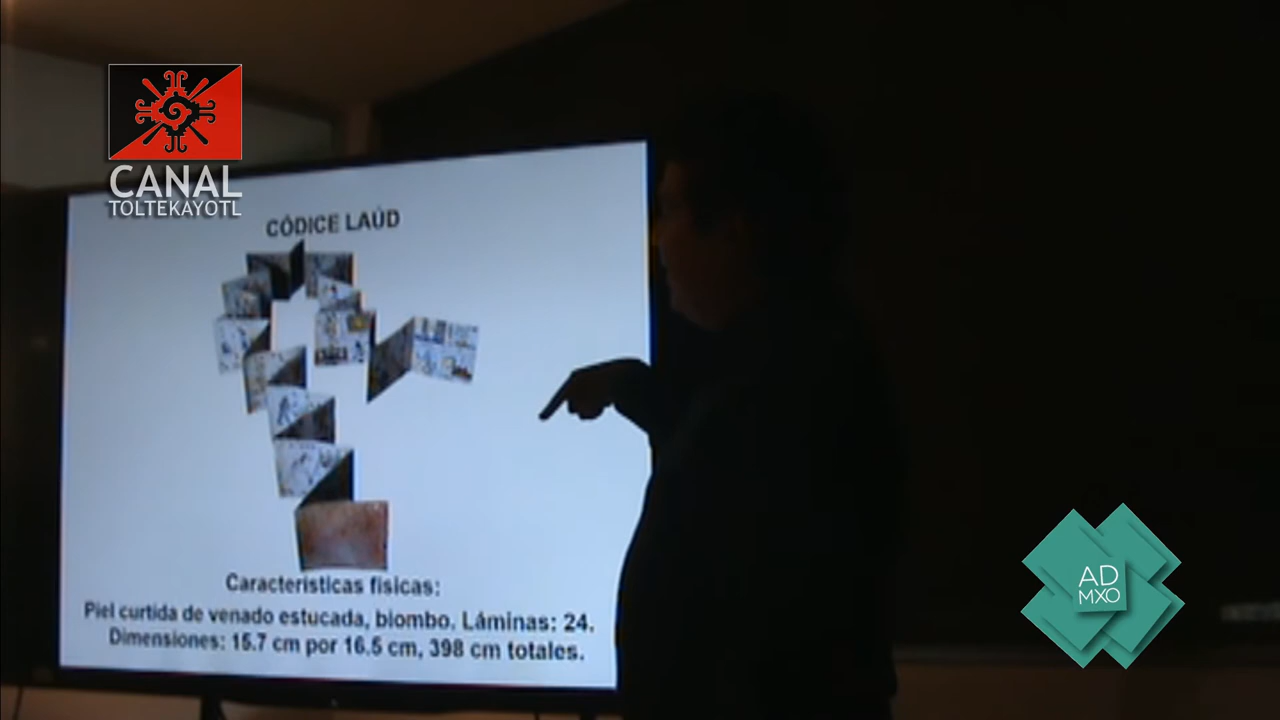 CANAL
TOLTEKAYOTL
CÓDICE LAÚD
Características físicas:
Piel curtida de venado estucada, biombo. Láminas: 24.
Dimensiones: 15.7 cm por 16.5 cm, 398 cm totales.
AD
MXO